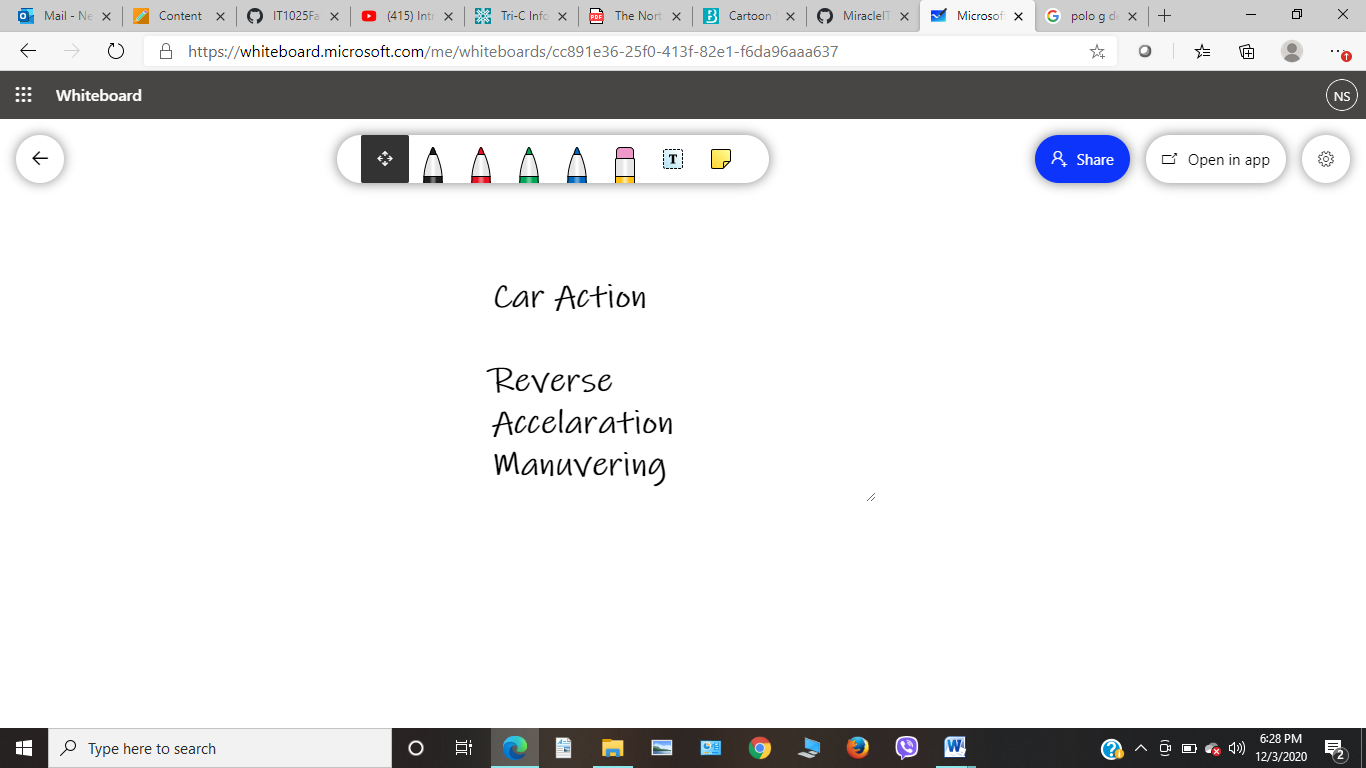 Mail - Ne
Content
IT1025Fa
(415) Intr
Tri-C Info
The Nort
Cartoon
MiracleIT
Microsof
polo g de
https://whiteboard.microsoft.com/me/whiteboards/cc891e36-25f0-413f-82e1-f6da96aaa637
Whiteboard
NS
T
Share
Open in app
Car Action
Reverse
Accelaration
Manuvering
Type here to search
6:28 PM
12/3/2020
2